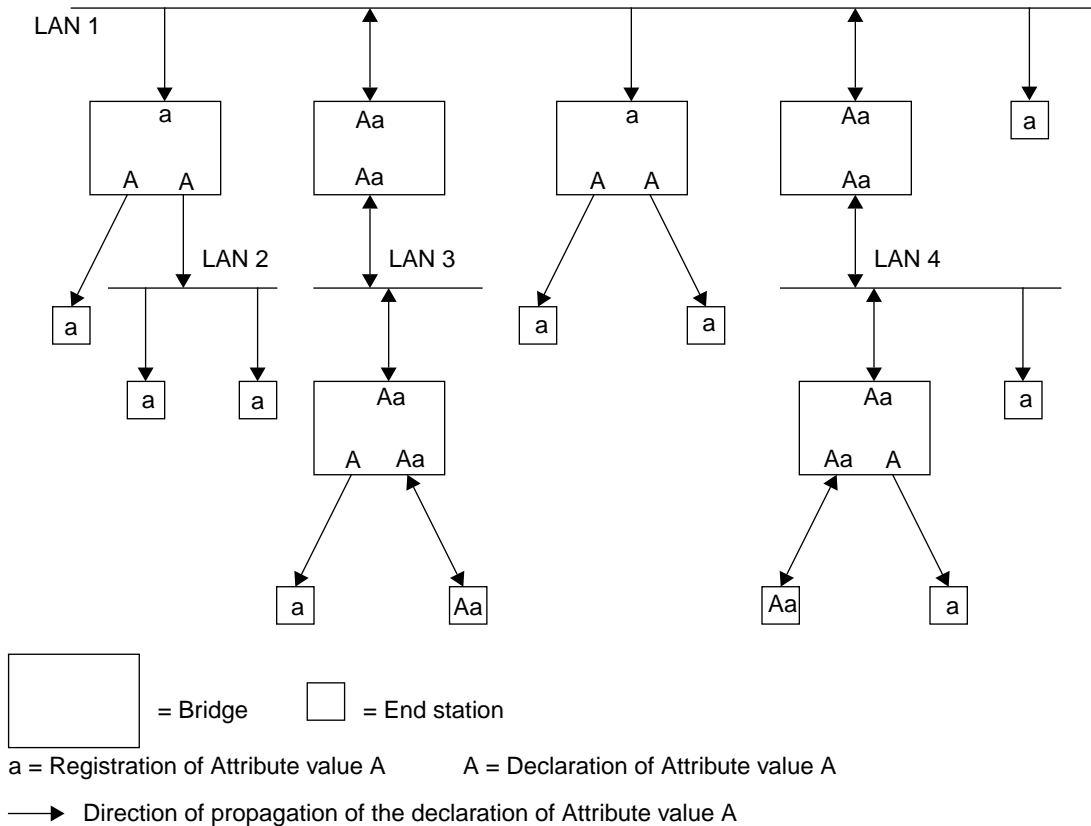 LAN 1
a
Aa
a
Aa
a
A A
Aa
A A
Aa
LAN 2
LAN 3
LAN 4
a
a
a
a
a
Aa
Aa
a
A Aa
Aa A
a
Aa
Aa
a
= Bridge
= End station
a = Registration of Attribute value A
A = Declaration of Attribute value A
Direction of propagation of the declaration of Attribute value A